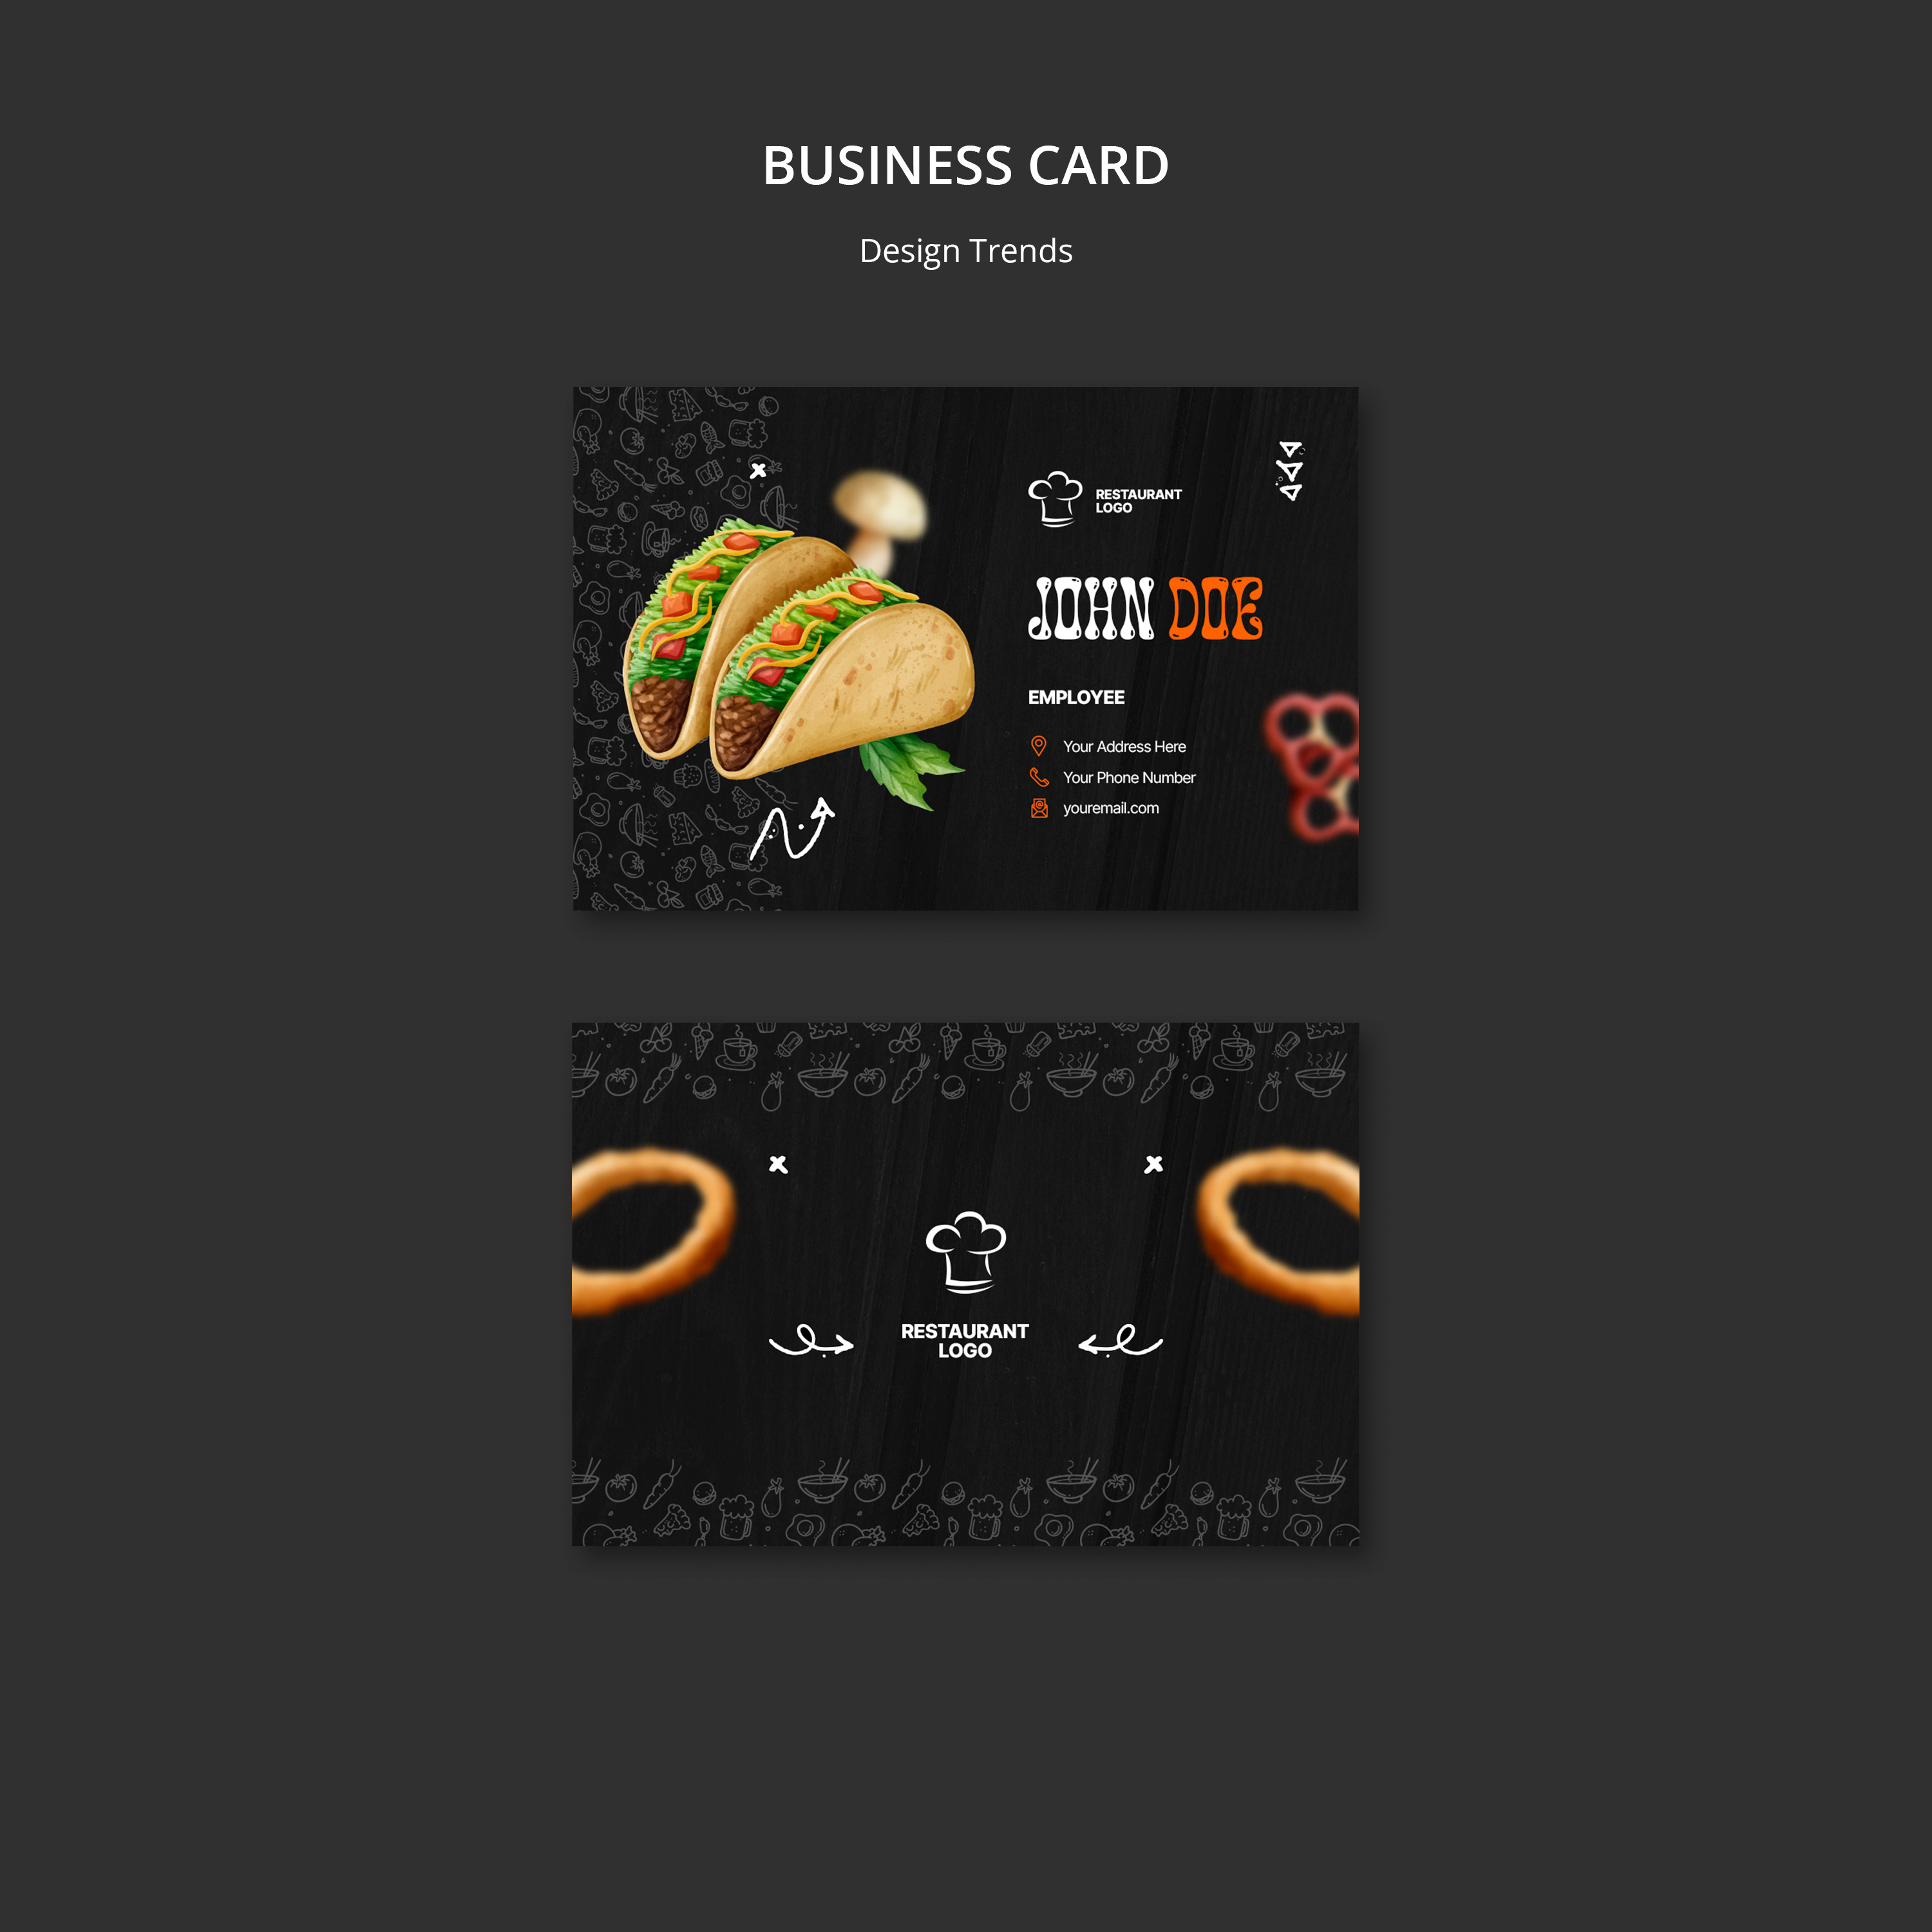 BUSINESS CARD
Design Trends
RESTAURANT
LOGO
JOHN DOE
EMPLOYEE
Your Address Here
Your Phone Number
youremail.com
RESTAURANT
LOGO